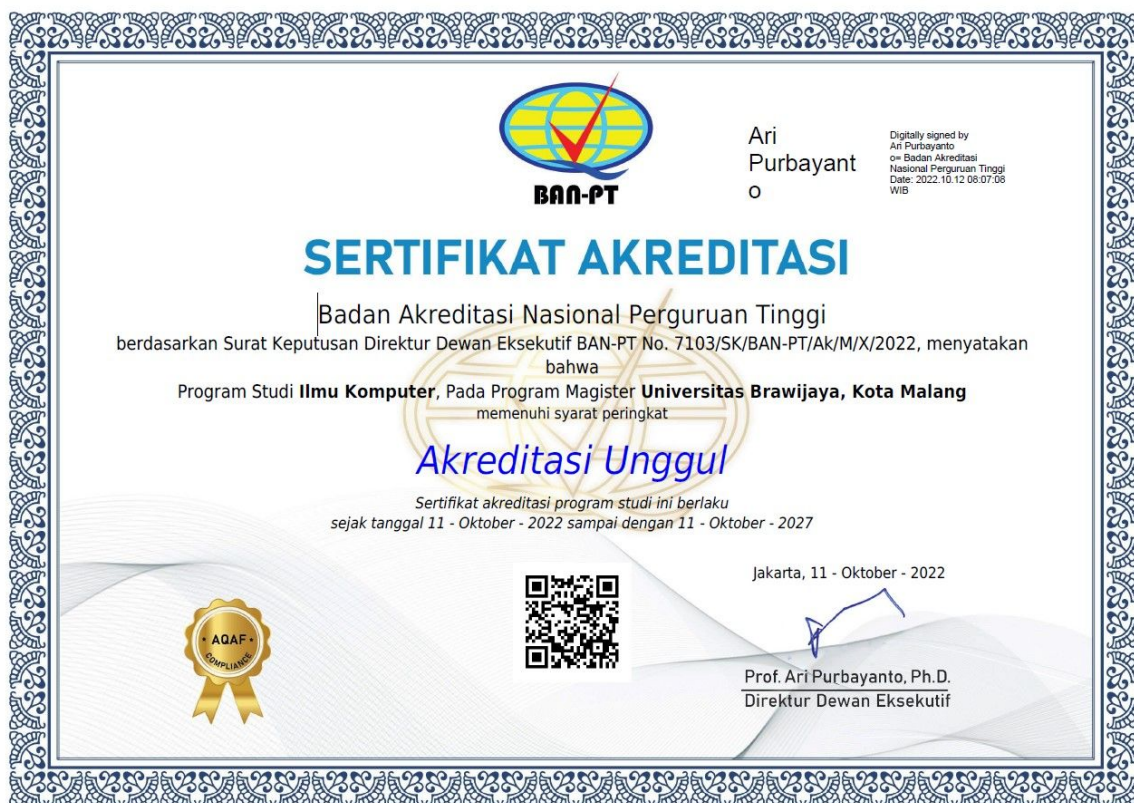 BAN-PT
Ari
Purbayant
o
Digitally signed by
Ari Purbayanto
o= Badan Akreditasi
Nasional Perguruan Tinggi
Date: 2022.10.12 08:07:08
WIB
SERTIFIKAT AKREDITASI
Badan Akreditasi Nasional Perguruan Tinggi
berdasarkan Surat Keputusan Direktur Dewan Eksekutif BAN-PT No. 7103/SK/BAN-PT/Ak/M/X/2022, menyatakan
bahwa
Program Studi Ilmu Komputer, Pada Program Magister Universitas Brawijaya, Kota Malang
memenuhi syarat peringkat
Akreditasi Unggul
Sertifikat akreditasi program studi ini berlaku
sejak tanggal 11 - Oktober - 2022 sampai dengan 11 - Oktober - 2027
Jakarta, 11 - Oktober - 2022
AQAF
COMPLIANCE
Prof. Ari Purbayanto, Ph.D.
Direktur Dewan Eksekutif